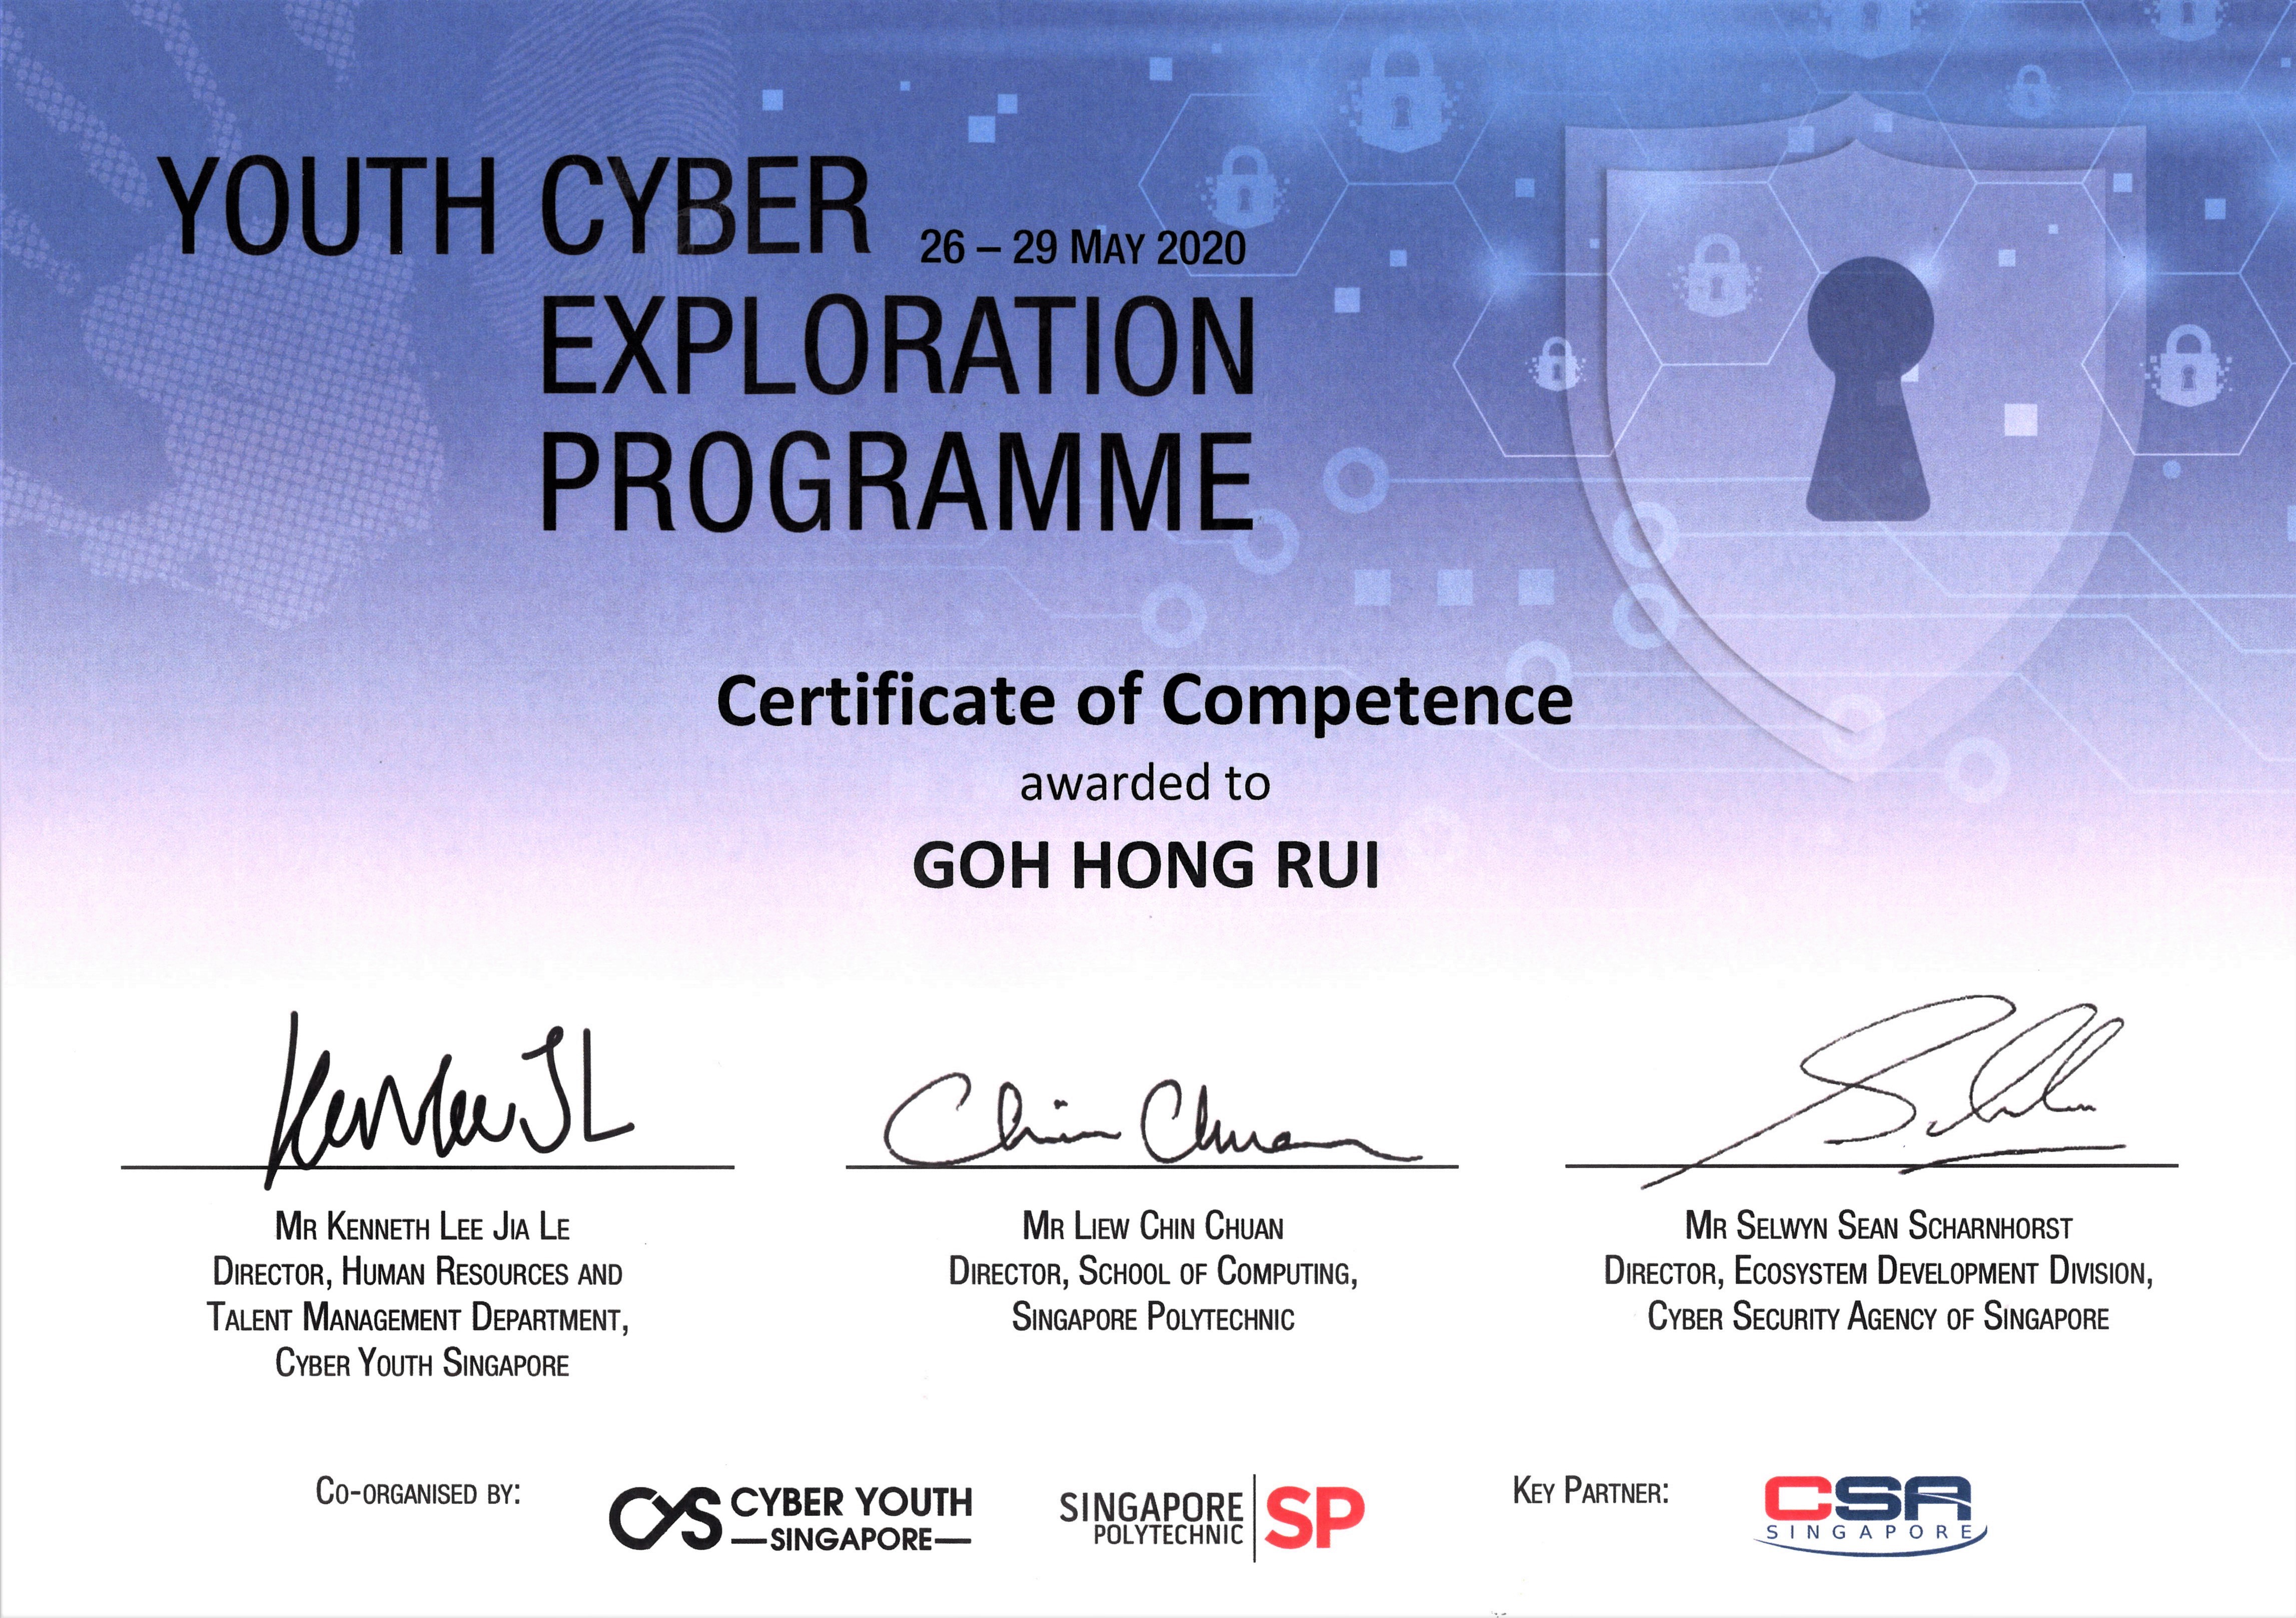 YOUTH CYBER 26 – 29 MAY 2020
EXPLORATION
PROGRAMME
Certificate of Competence
awarded to
GOH HONG RUI
Kenlee JL
Chin Chuan
MR KENNETH LEE JIA LE
DIRECTOR, HUMAN RESOURCES AND
TALENT MANAGEMENT DEPARTMENT,
CYBER YOUTH SINGAPORE
MR LIEW CHIN CHUAN
DIRECTOR, SCHOOL OF COMPUTING,
SINGAPORE POLYTECHNIC
MR SELWYN SEAN SCHARNHORST
DIRECTOR, ECOSYSTEM DEVELOPMENT DIVISION,
CYBER SECURITY AGENCY OF SINGAPORE
CO-ORGANISED BY:
CYS CYBER YOUTH
SINGAPORE
SINGAPORE
POLYTECHNIC
SP
KEY PARTNER:
CSA
SINGAPORE